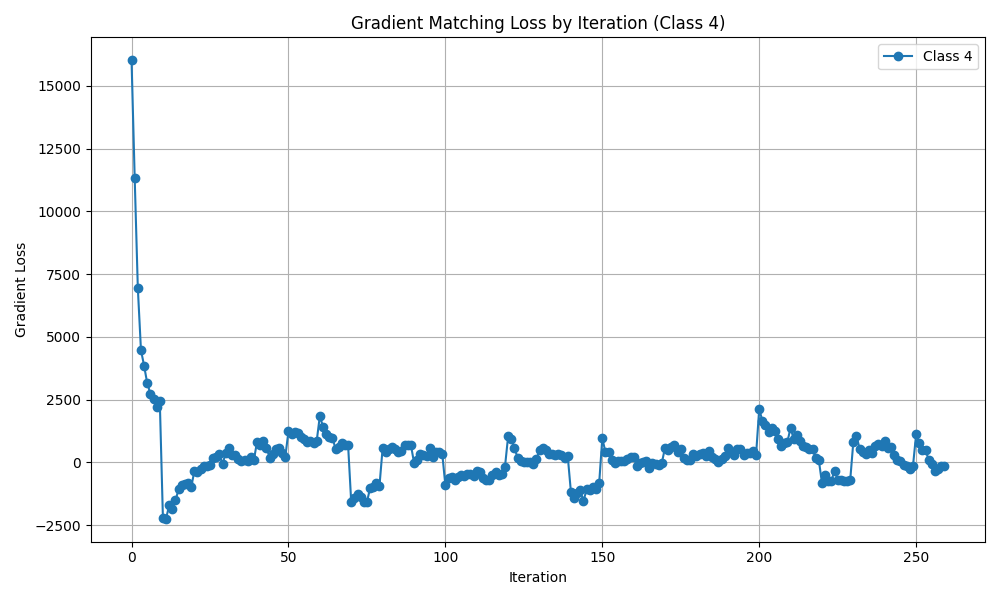 Gradient Matching Loss by Iteration (Class 4)
Class 4
15000
12500
10000
7500
5000
2500
0
−2500
Gradient Loss
0 50 100 150 200 250
Iteration